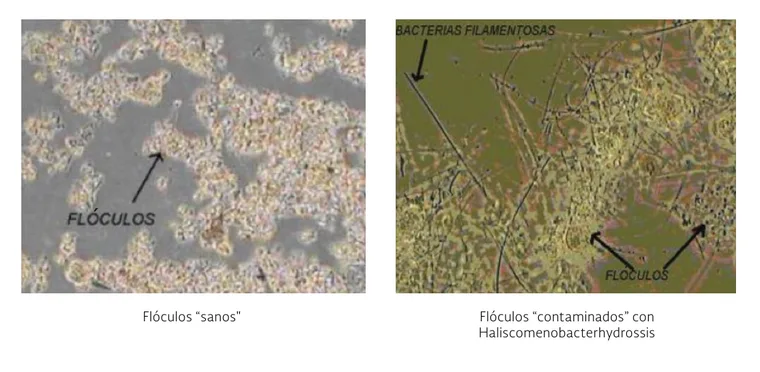 FLÓCULOS
BACTERIAS FILAMENTOSAS
FLOCULOS
Flóculos “sanos”
Flóculos “contaminados” con
Haliscomenobacterhydrossis